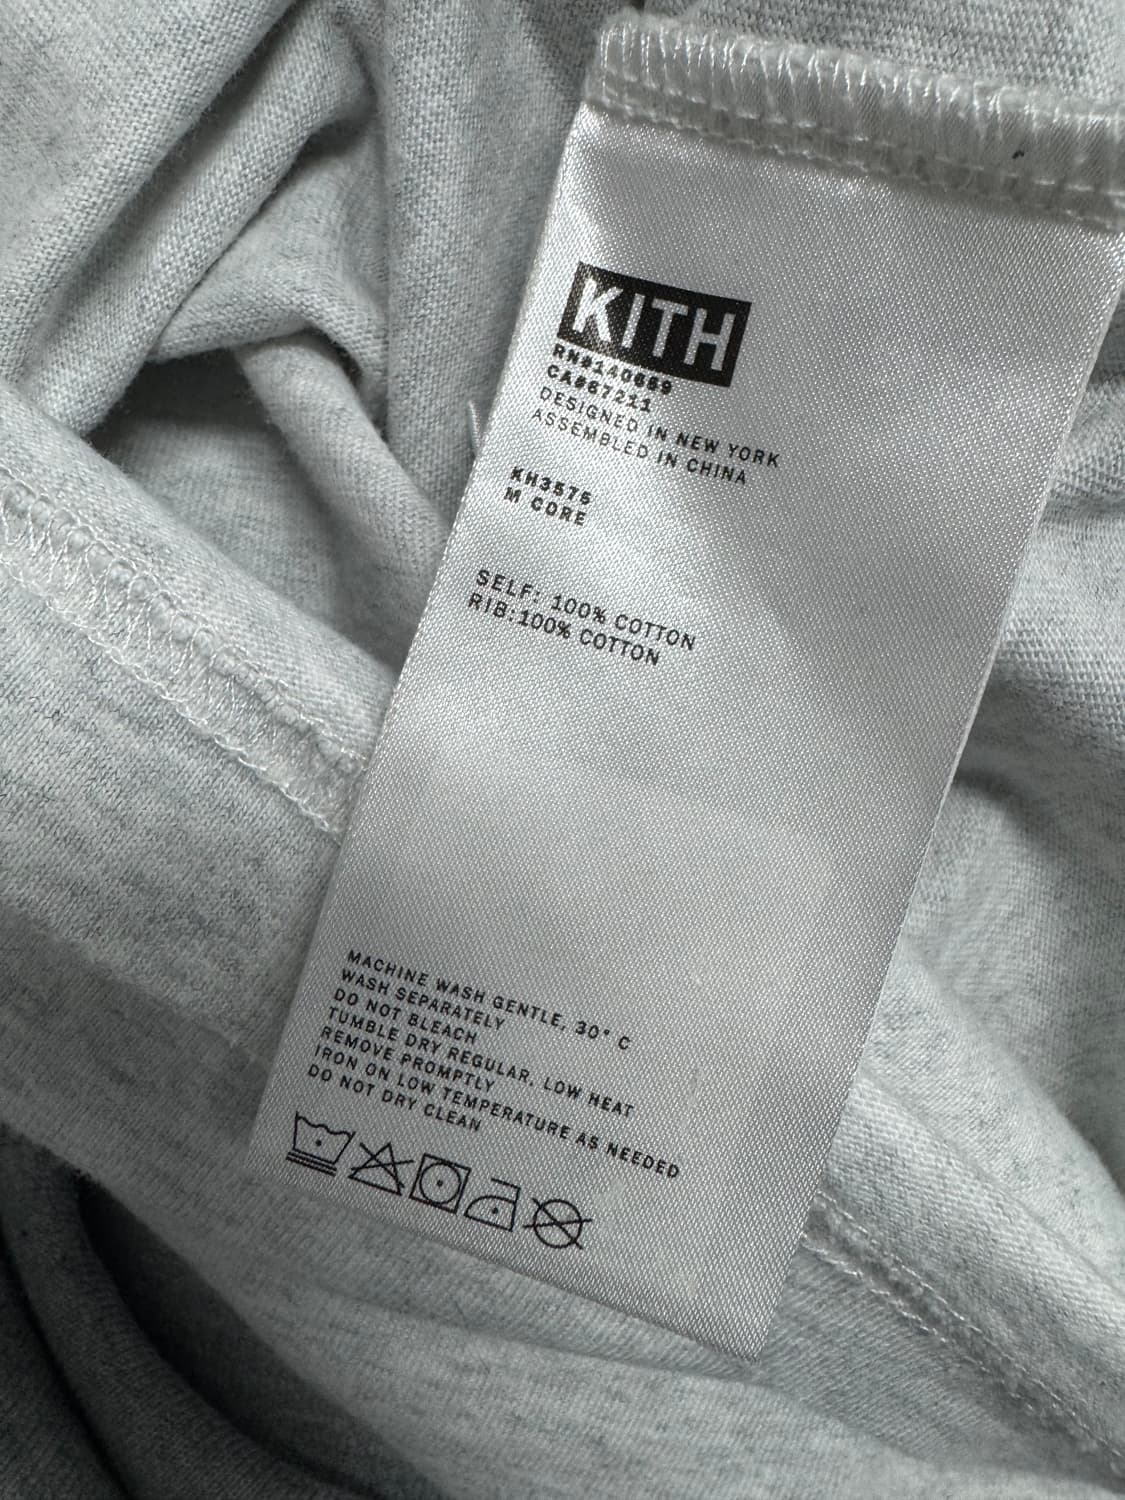 KITH
RN#140669
CA#67211
DESIGNED IN NEW YORK
ASSEMBLED IN CHINA
KH3575
M CORE
SELF: 100% COTTON
RIB:100% COTTON
MACHINE WASH GENTLE, 30° C
WASH SEPARATELY
DO NOT BLEACH
TUMBLE DRY REGULAR, LOW HEAT
REMOVE PROMPTLY
IRON ON LOW TEMPERATURE AS NEEDED
DO NOT DRY CLEAN